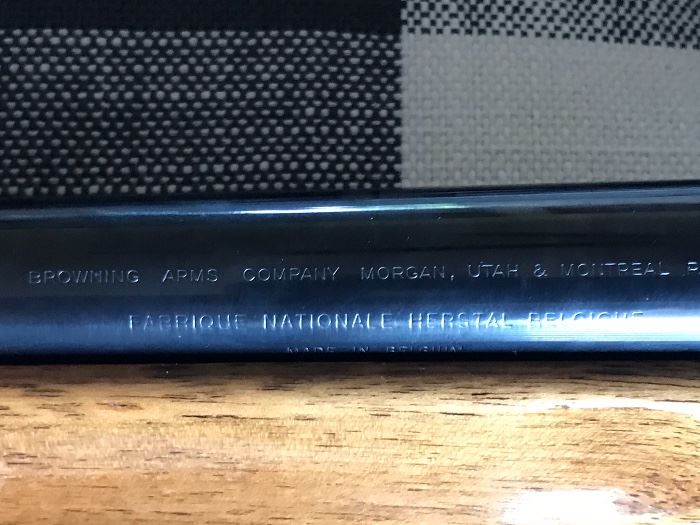 BROWNING ARMS COMPANY MORGAN, UTAH & MONTREAL P
FABRIQUE NATIONALE HERSTAL BELGIQUE
MADE IN BELGIUM